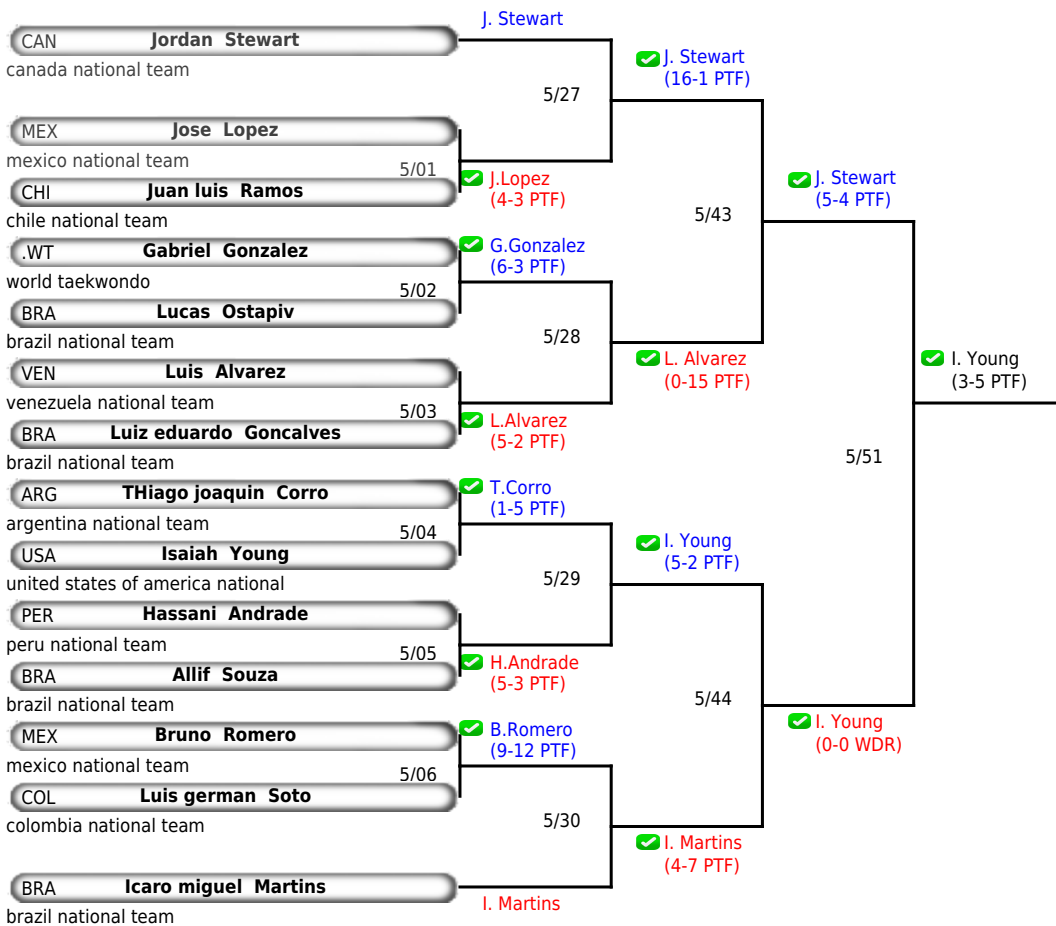 J. Stewart
CAN Jordan Stewart
canada national team
J. Stewart
(16-1 PTF)
5/27
MEX Jose Lopez
mexico national team
5/01
J.Lopez
(4-3 PTF)
CHI Juan luis Ramos
chile national team
J. Stewart
(5-4 PTF)
5/43
.WT Gabriel Gonzalez
world taekwondo
G.Gonzalez
(6-3 PTF)
5/02
BRA Lucas Ostapiv
brazil national team
5/28
VEN Luis Alvarez
venezuela national team
L. Alvarez
(0-15 PTF)
I. Young
(3-5 PTF)
5/03
L.Alvarez
(5-2 PTF)
BRA Luiz eduardo Goncalves
brazil national team
5/51
ARG THiago joaquin Corro
argentina national team
T.Corro
(1-5 PTF)
5/04
USA Isaiah Young
united states of america national
I. Young
(5-2 PTF)
5/29
PER Hassani Andrade
peru national team
5/05
H.Andrade
(5-3 PTF)
BRA Allif Souza
brazil national team
5/44
I. Young
(0-0 WDR)
MEX Bruno Romero
mexico national team
B.Romero
(9-12 PTF)
5/06
COL Luis german Soto
colombia national team
5/30
I. Martins
(4-7 PTF)
BRA Icaro miguel Martins
brazil national team
I. Martins